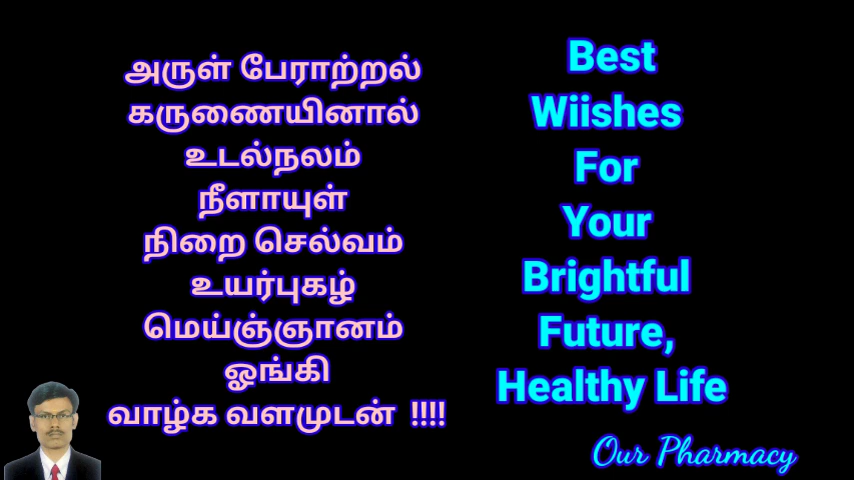 அருள் பேராற்றல்
கருணையினால்
உடல்நலம்
நீளாயுள்
நிறை செல்வம்
உயர்புகழ்
மெய்ஞ்ஞானம்
ஓங்கி
வாழ்க வளமுடன் !!!!
Best
Wiishes
For
Your
Brightful
Future,
Healthy Life
Our Pharmacy